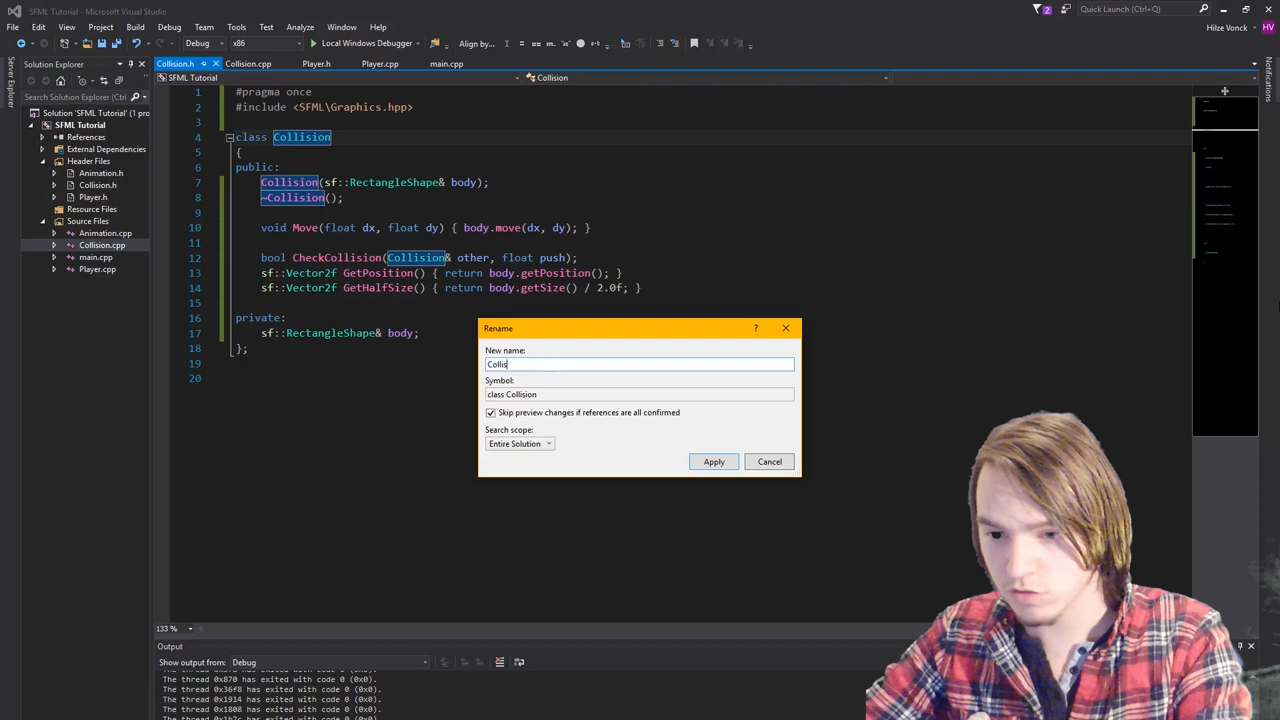 SFML Tutorial - Microsoft Visual Studio
2
Quick Launch (Ctrl+Q)
File Edit View Project Build Debug Team Tools Test Analyze Window Help
Hilze Vonck HV
Debug x86 Local Windows Debugger Align by...
Server Explorer
Notifications
Solution Explorer
Collision.h Collision.cpp Player.h Player.cpp main.cpp
SFML Tutorial Collision
Search Solution Explorer (Ctrl
Solution 'SFML Tutorial' (1 pro
SFML Tutorial
References
External Dependencies
Header Files
Animation.h
Collision.h
Player.h
Resource Files
Source Files
Animation.cpp
Collision.cpp
main.cpp
Player.cpp
1 #pragma once
2 #include <SFML\Graphics.hpp>
3
4 class Collision
5 {
6 public:
7 Collision(sf::RectangleShape& body);
8 ~Collision();
9
10 void Move(float dx, float dy) { body.move(dx, dy); }
11
12 bool CheckCollision(Collision& other, float push);
13 sf::Vector2f GetPosition() { return body.getPosition(); }
14 sf::Vector2f GetHalfSize() { return body.getSize() / 2.0f; }
15
16 private:
17 sf::RectangleShape& body;
18 };
19
20
Rename
New name:
Collis
Symbol:
class Collision
Skip preview changes if references are all confirmed
Search scope:
Entire Solution
Apply Cancel
133 %
Output
Show output from: Debug
The thread 0x870 has exited with code 0 (0x0).
The thread 0x36f8 has exited with code 0 (0x0).
The thread 0x1914 has exited with code 0 (0x0).
The thread 0x1808 has exited with code 0 (0x0).